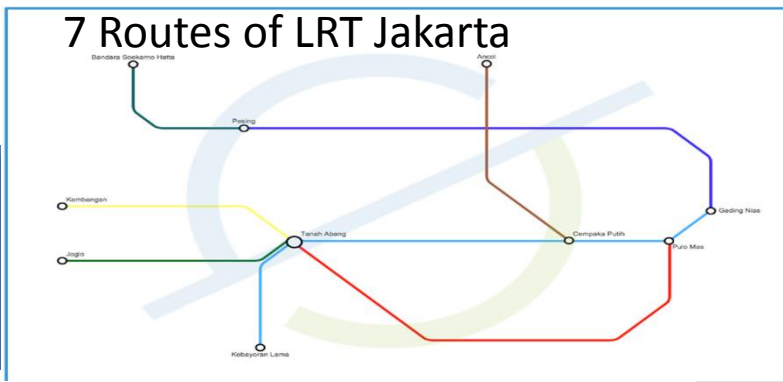 7 Routes of LRT Jakarta
Bandara Soekarno Hatta
Ancol
Pesing
Kembangan
Gading Nias
Tanah Abang
Cempaka Putih
Pulo Mas
Joglo
Kebayoran Lama